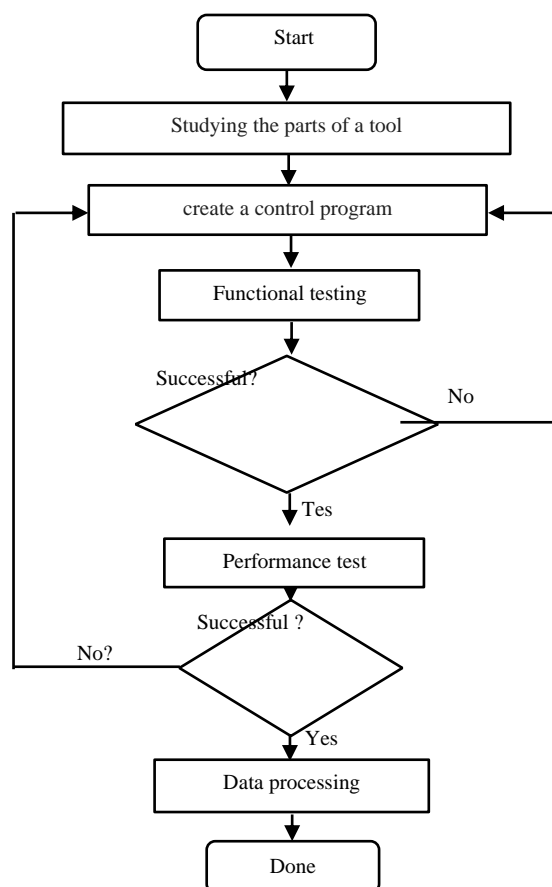 Start
Studying the parts of a tool
create a control program
Functional testing
Successful?
No
Tes
Performance test
Successful ?
No?
Yes
Data processing
Done